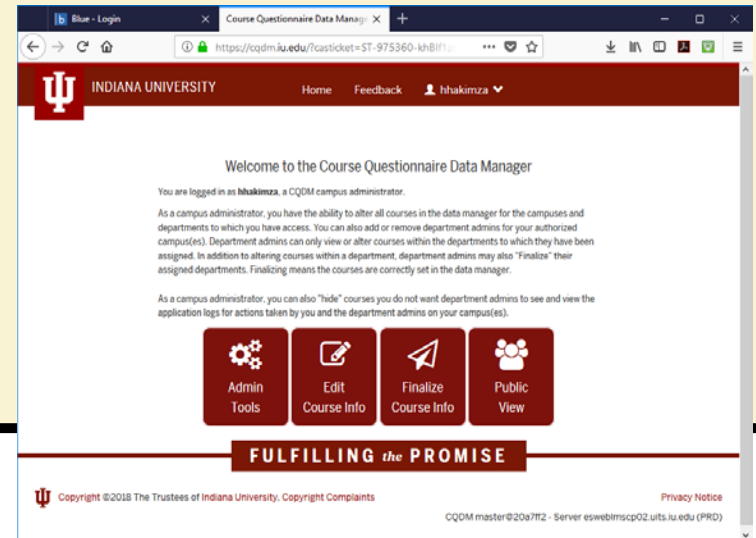 Blue - Login
Course Questionnaire Data Manage
https://cqdm.iu.edu/?casticket=ST-975360-khBIf1
INDIANA UNIVERSITY
Home Feedback hhakimza
Welcome to the Course Questionnaire Data Manager
You are logged in as hhakimza, a CQDM campus administrator.
As a campus administrator, you have the ability to alter all courses in the data manager for the campuses and
departments to which you have access. You can also add or remove department admins for your authorized
campus(es). Department admins can only view or alter courses within the departments to which they have been
assigned. In addition to altering courses within a department, department admins may also "Finalize" their
assigned departments. Finalizing means the courses are correctly set in the data manager.
As a campus administrator, you can also "hide" courses you do not want department admins to see and view the
application logs for actions taken by you and the department admins on your campus(es).
Admin Tools
Edit Course Info
Finalize Course Info
Public View
FULFILLING the PROMISE
Copyright ©2018 The Trustees of Indiana University, Copyright Complaints
Privacy Notice
CQDM master@20a7ff2 - Server esweblmscp02.uits.iu.edu (PRD)